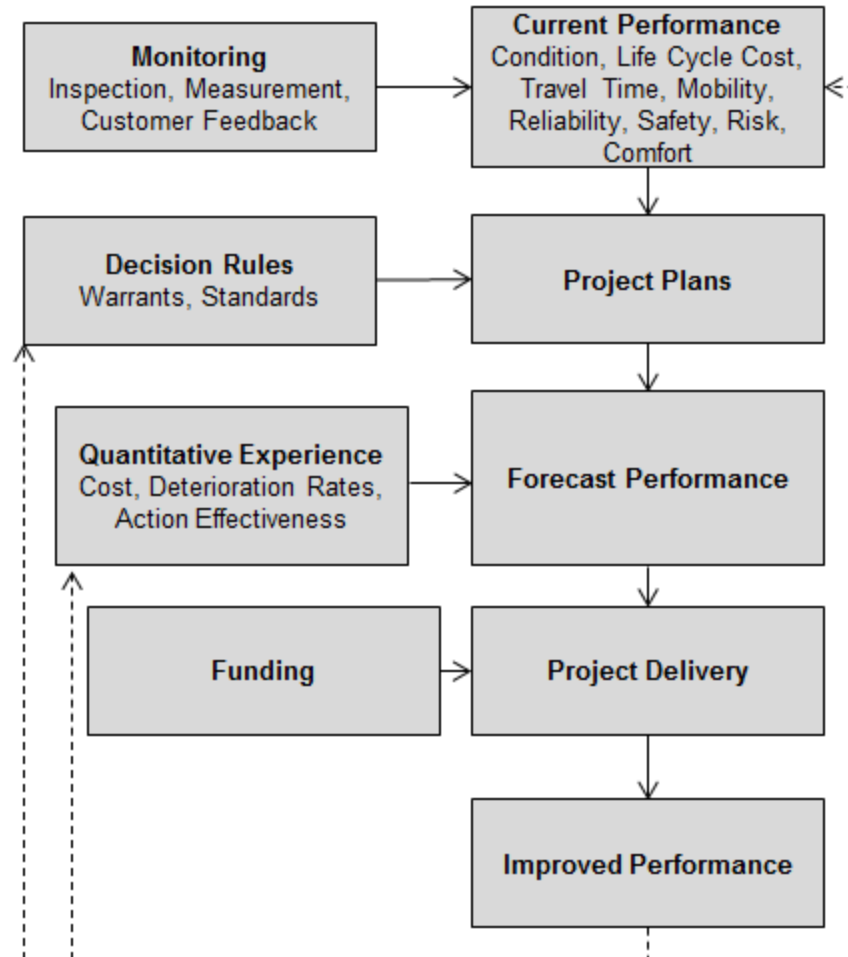 Monitoring
Inspection, Measurement,
Customer Feedback
Current Performance
Condition, Life Cycle Cost,
Travel Time, Mobility,
Reliability, Safety, Risk,
Comfort
Decision Rules
Warrants, Standards
Project Plans
Quantitative Experience
Cost, Deterioration Rates,
Action Effectiveness
Forecast Performance
Funding
Project Delivery
Improved Performance